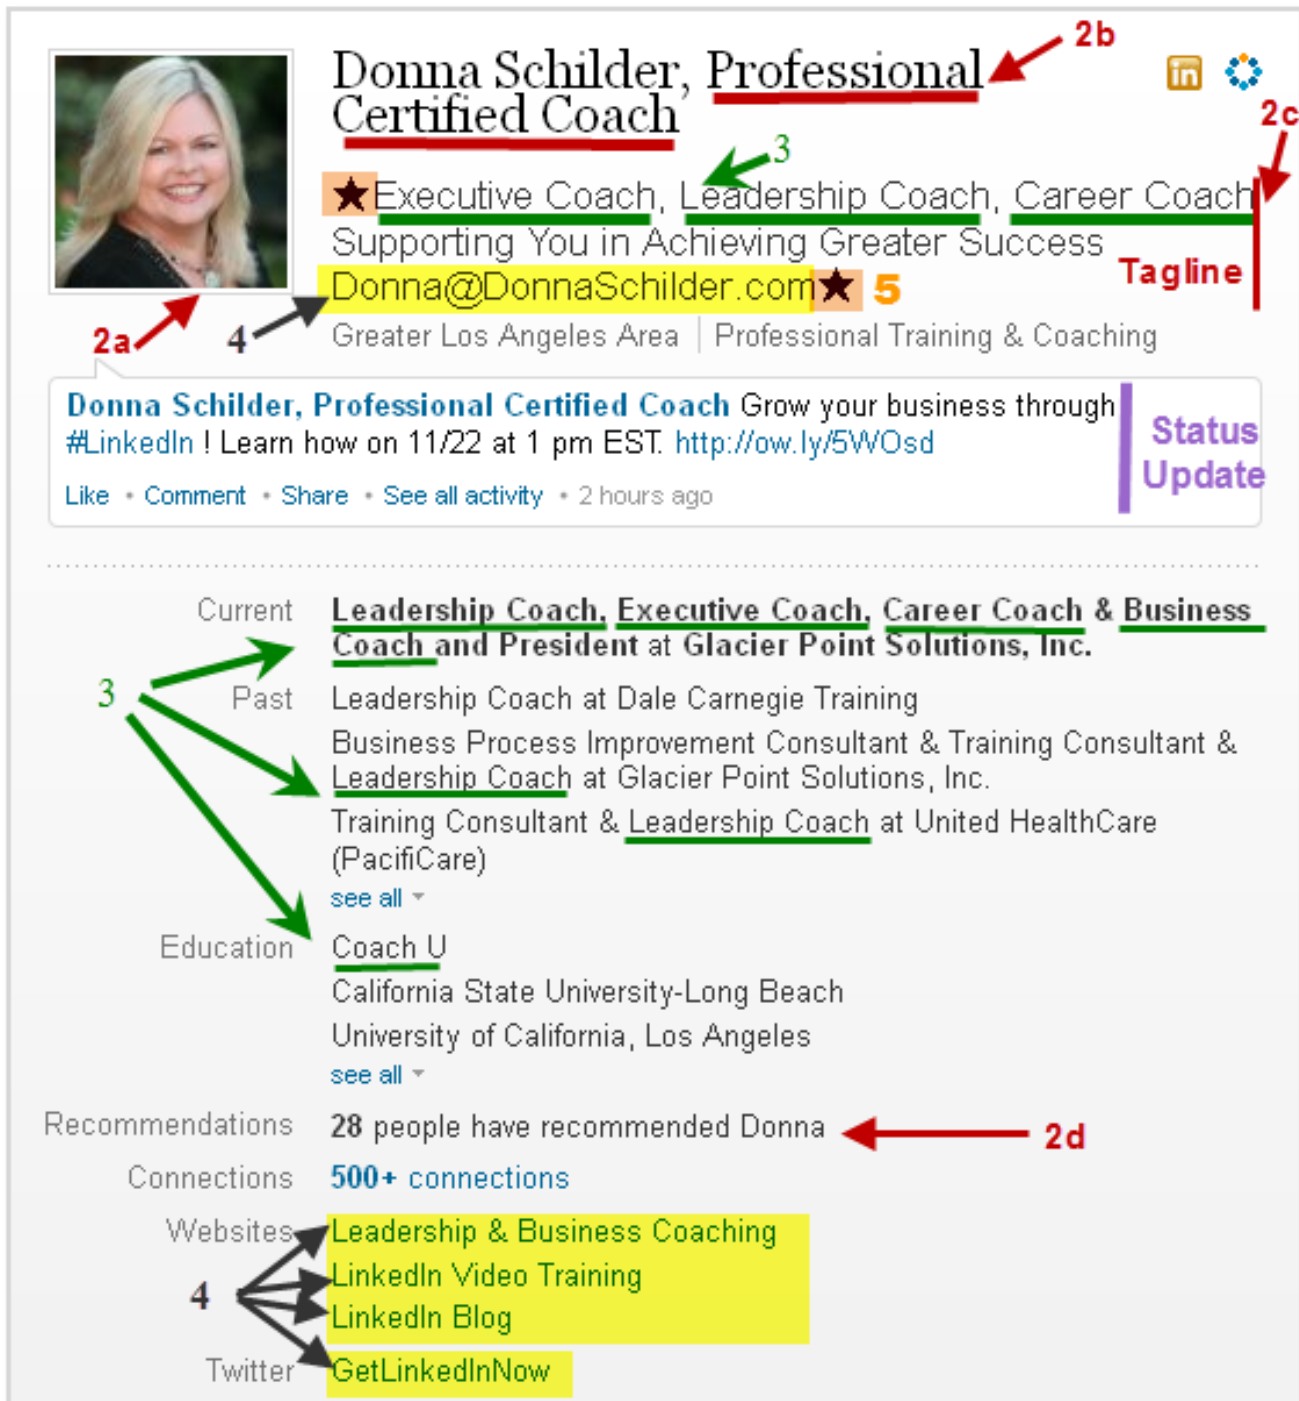 2b
Donna Schilder, Professional
in
Certified Coach
2c
3
★Executive Coach, Leadership Coach, Career Coach
Supporting You in Achieving Greater Success
Tagline
Donna@DonnaSchilder.com★ 5
2a
4
Greater Los Angeles Area | Professional Training & Coaching
Donna Schilder, Professional Certified Coach Grow your business through
#LinkedIn ! Learn how on 11/22 at 1 pm EST. http://ow.ly/5WOsd
Status
Update
Like • Comment • Share • See all activity • 2 hours ago
Current Leadership Coach, Executive Coach, Career Coach & Business
Coach and President at Glacier Point Solutions, Inc.
3
Past Leadership Coach at Dale Carnegie Training
Business Process Improvement Consultant & Training Consultant &
Leadership Coach at Glacier Point Solutions, Inc.
Training Consultant & Leadership Coach at United HealthCare
(PacifiCare)
see all
Education Coach U
California State University-Long Beach
University of California, Los Angeles
see all
Recommendations 28 people have recommended Donna
2d
Connections 500+ connections
Websites Leadership & Business Coaching
4
LinkedIn Video Training
LinkedIn Blog
Twitter GetLinkedInNow